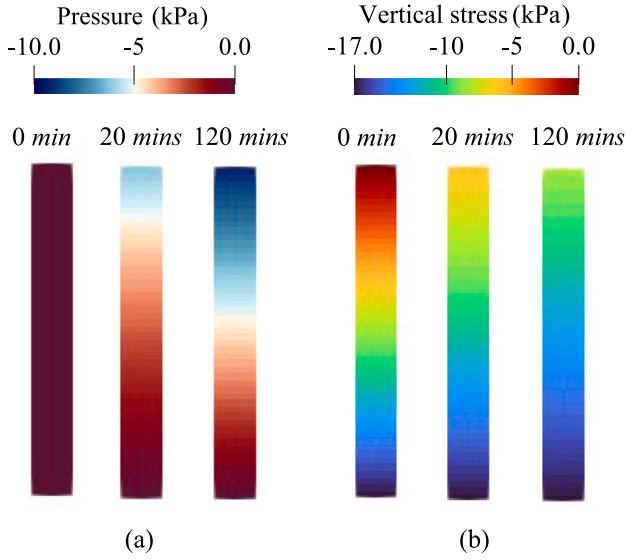 Pressure (kPa)
Vertical stress (kPa)
-10.0 -5 0.0
-17.0 -10 -5 0.0
0 min 20 mins 120 mins
0 min 20 mins 120 mins
(a)
(b)